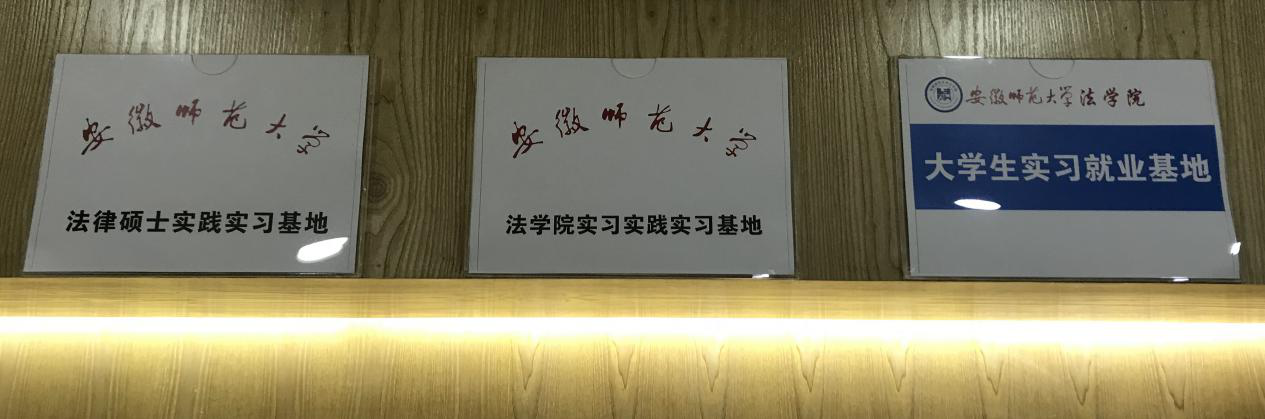 安徽师范大学
法律硕士实践实习基地
安徽师范大学
法学院实习实践实习基地
安徽师范大学法学院
大学生实习就业基地